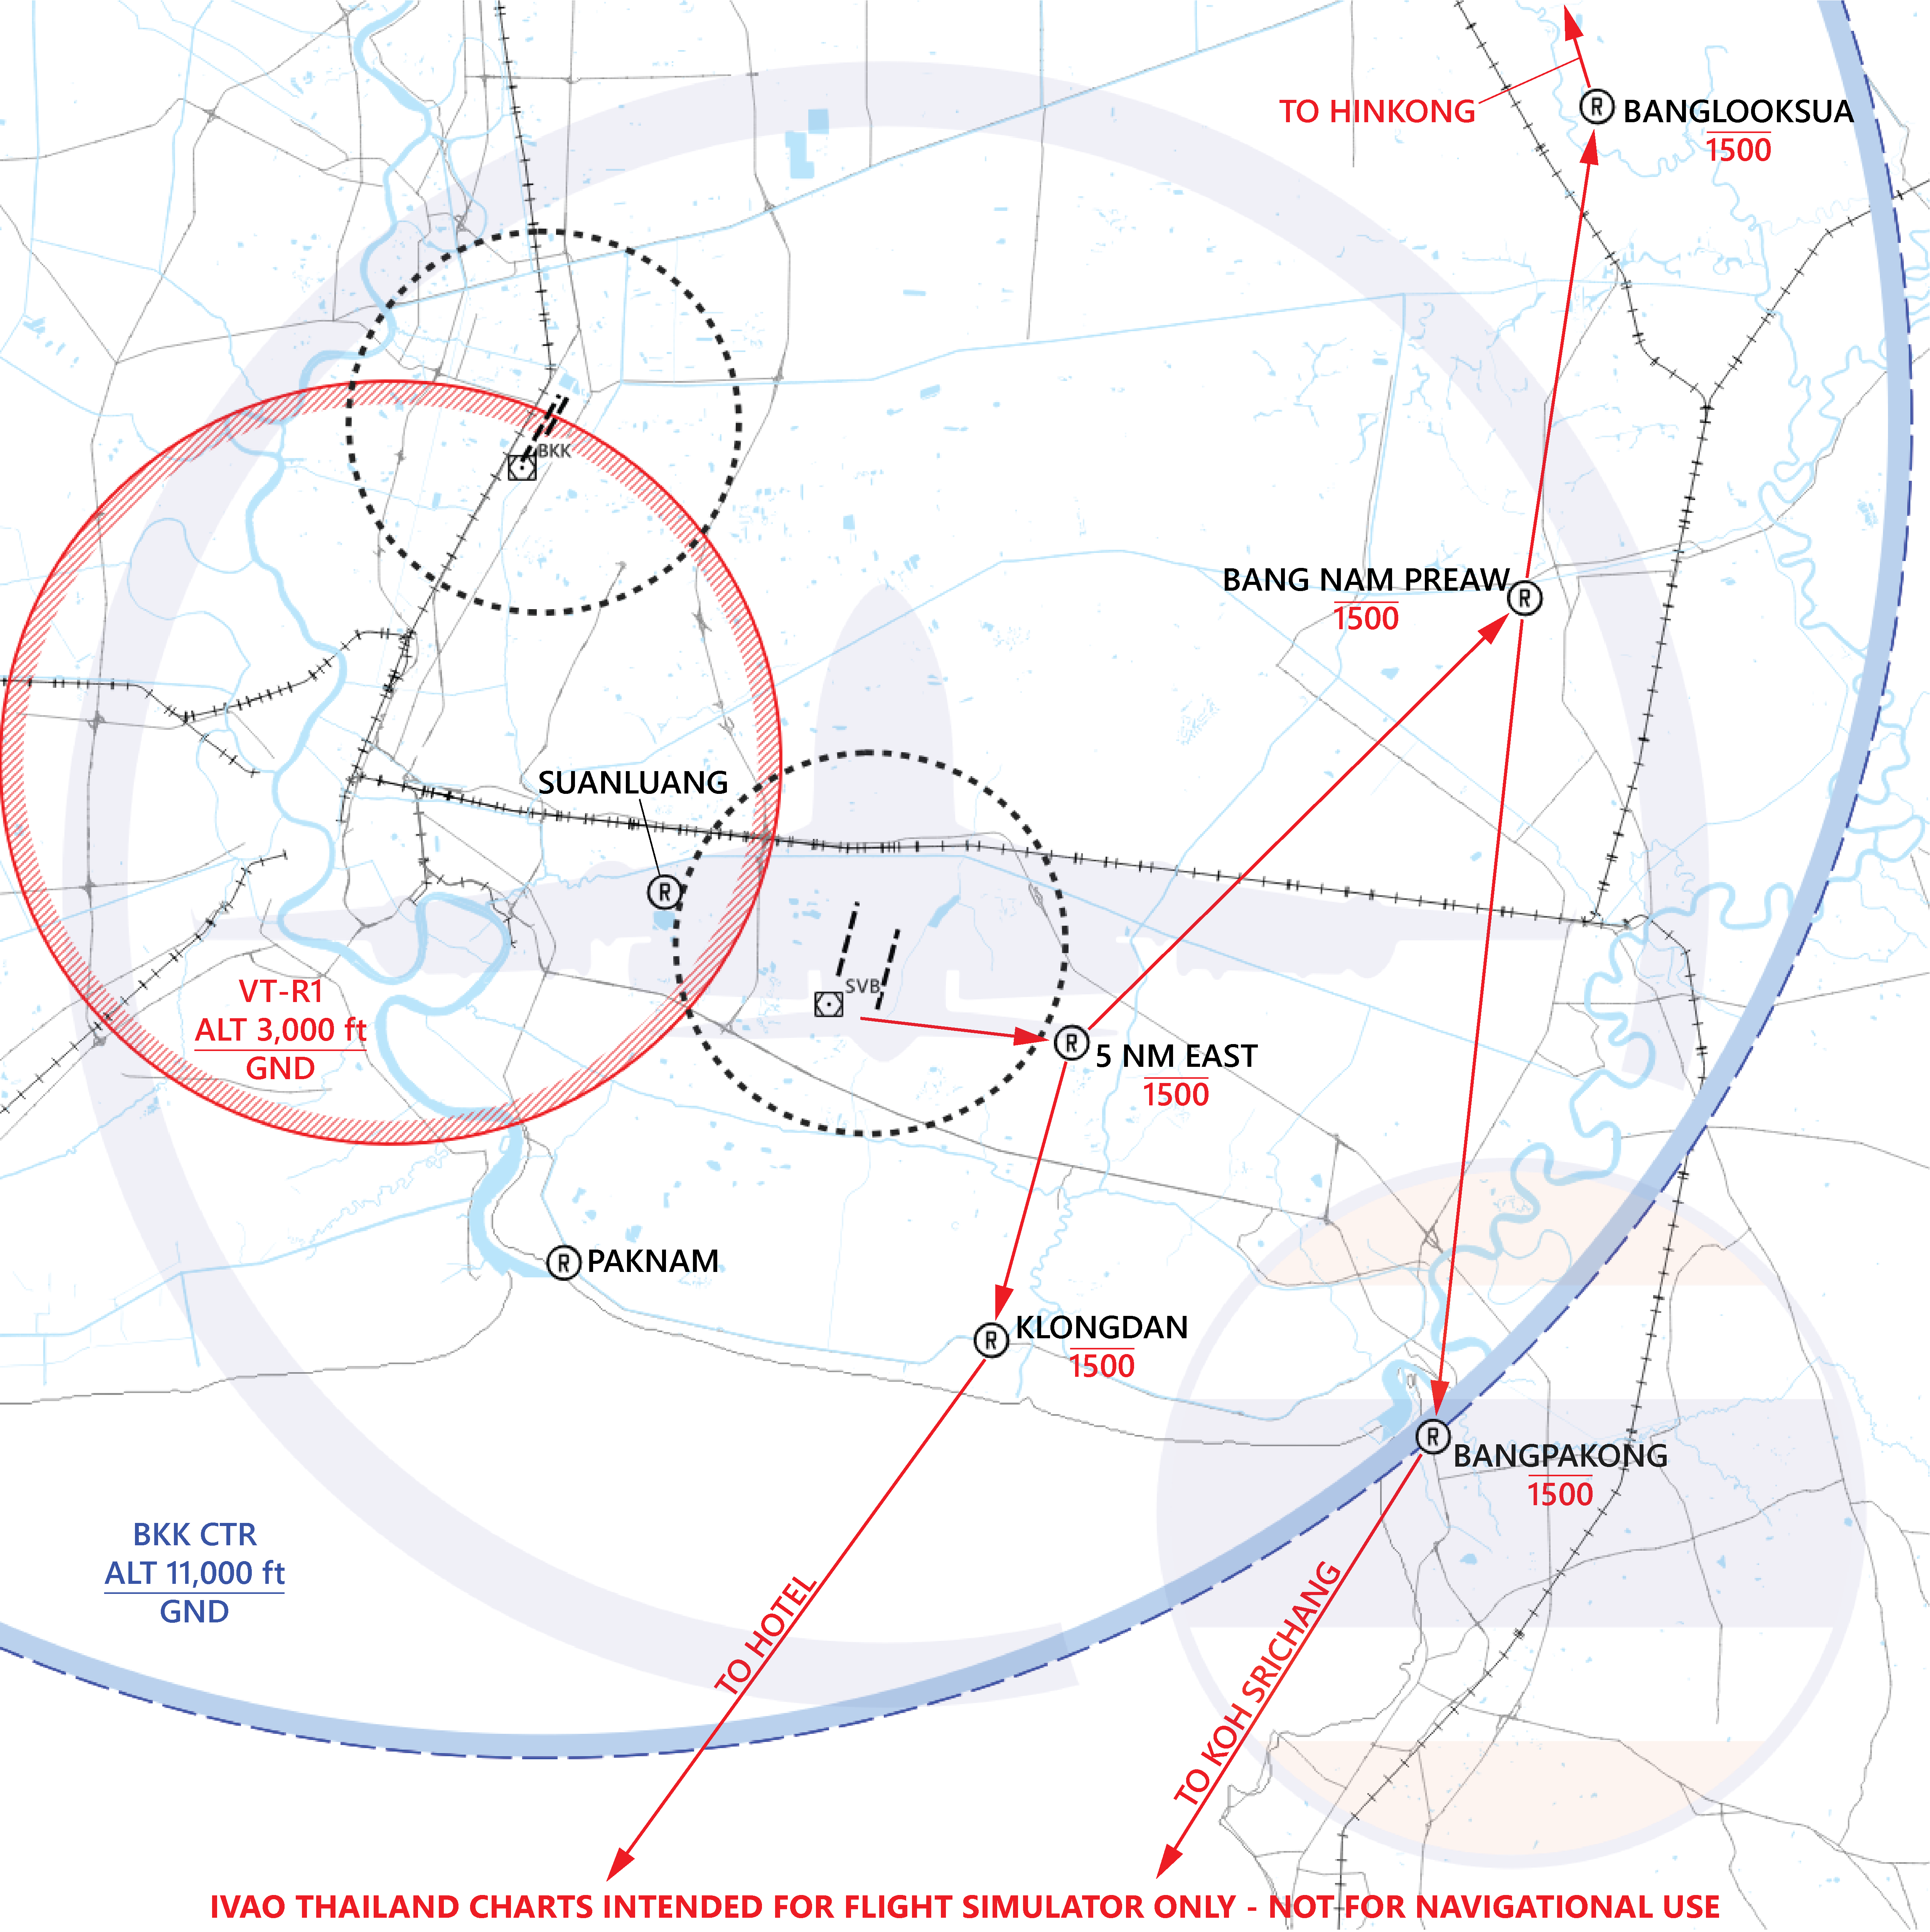 TO HINKONG
R
BANGLOOKSUA
1500
BKK
BANG NAM PREAW
1500
R
SUANLUANG
R
SVB
VT-R1
ALT 3,000 ft
GND
R
5 NM EAST
1500
R
PAKNAM
R
KLONGDAN
1500
R
BANGPAKONG
1500
BKK CTR
ALT 11,000 ft
GND
TO HOTEL
TO KOH SRICHANG
IVAO THAILAND CHARTS INTENDED FOR FLIGHT SIMULATOR ONLY - NOT FOR NAVIGATIONAL USE